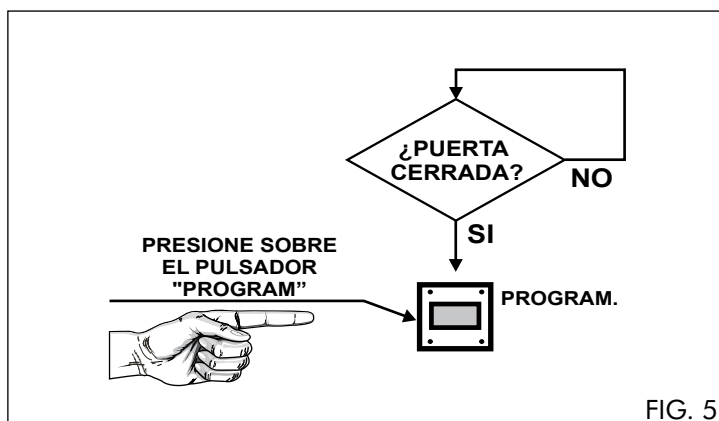 ¿PUERTA
CERRADA?
NO
SI
PRESIONE SOBRE
EL PULSADOR
"PROGRAM”
PROGRAM.
FIG. 5